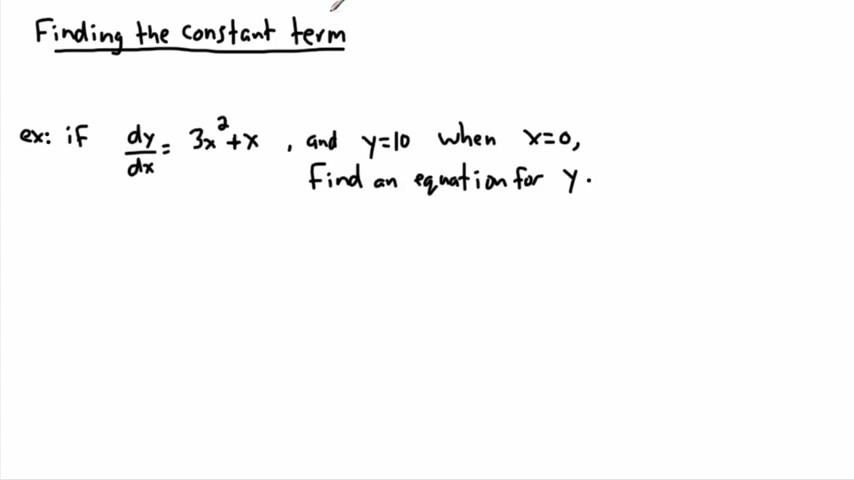 Finding the constant term
ex: if dy/dx = 3x² + x , and y=10 when x=0,
Find an equation for y.